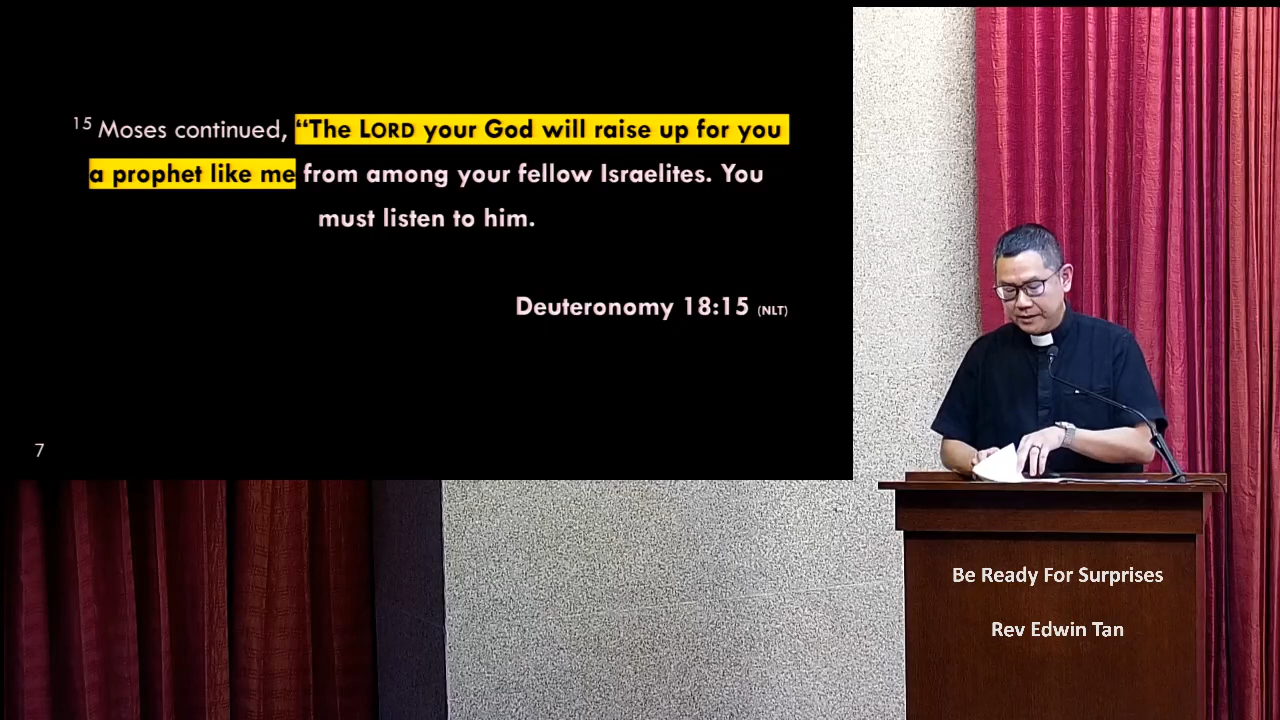 15 Moses continued, “The LORD your God will raise up for you
a prophet like me from among your fellow Israelites. You
must listen to him.
Deuteronomy 18:15 (NLT)
7
Be Ready For Surprises
Rev Edwin Tan